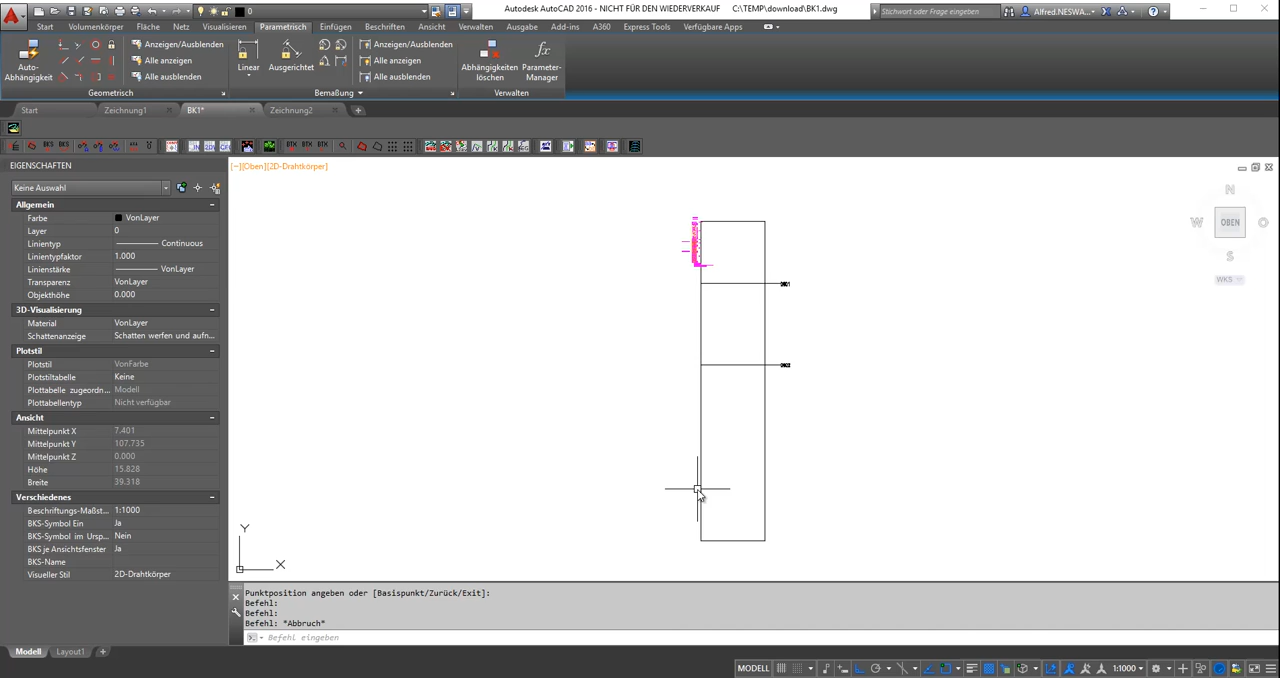 0
Autodesk AutoCAD 2016 - NICHT FÜR DEN WIEDERVERKAUF C:\TEMP\download\BK1.dwg
Stichwort oder Frage eingeben
Alfred.NESWA...
Start Volumenkörper Fläche Netz Visualisieren Parametrisch Einfügen Beschriften Ansicht Verwalten Ausgabe Add-ins A360 Express Tools Verfügbare Apps
Auto-
Abhängigkeit
Anzeigen/Ausblenden
Alle anzeigen
Alle ausblenden
Linear
Ausgerichtet
Anzeigen/Ausblenden
Alle anzeigen
Alle ausblenden
Abhängigkeiten
löschen
Parameter-
Manager
Geometrisch Bemaßung Verwalten
Start Zeichnung1 BK1* Zeichnung2
EIGENSCHAFTEN
[−][Oben][2D-Drahtkörper]
Keine Auswahl
Allgemein
Farbe VonLayer
Layer 0
Linientyp Continuous
Linientypfaktor 1.000
Linienstärke VonLayer
Transparenz VonLayer
Objekthöhe 0.000
3D-Visualisierung
Material VonLayer
Schattenanzeige Schatten werfen und aufn...
Plotstil
Plotstil VonFarbe
Plotstiltabelle Keine
Plottabelle zugeordn... Modell
Plottabellentyp Nicht verfügbar
Ansicht
Mittelpunkt X 7.401
Mittelpunkt Y 107.735
Mittelpunkt Z 0.000
Höhe 15.828
Breite 39.318
Verschiedenes
Beschriftungs-Maßst... 1:1000
BKS-Symbol Ein Ja
BKS-Symbol im Ursp... Nein
BKS je Ansichtsfenster Ja
BKS-Name
Visueller Stil 2D-Drahtkörper
N
W OBEN O
S
WKS
Y
X
Punktposition angeben oder [Basispunkt/Zurück/Exit]:
Befehl:
Befehl:
Befehl: *Abbruch*
Befehl eingeben
Modell Layout1
MODELL 1:1000